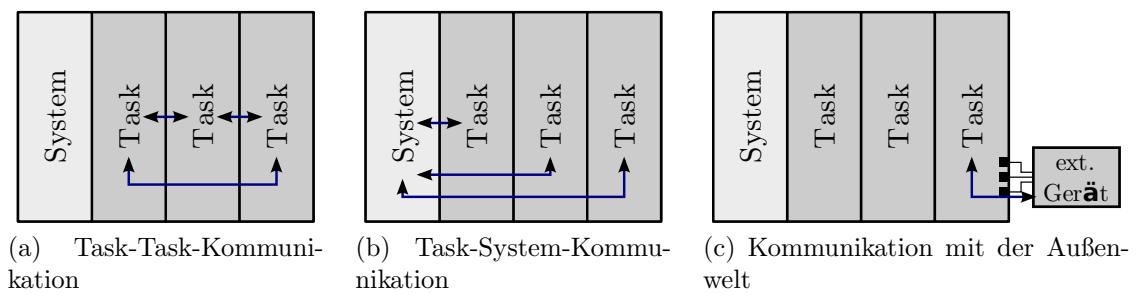 System
Task
Task
Task
System
Task
Task
Task
System
Task
Task
Task
ext.
Gerät
(a) Task-Task-Kommuni-
kation
(b) Task-System-Kommu-
nikation
(c) Kommunikation mit der Außen-
welt